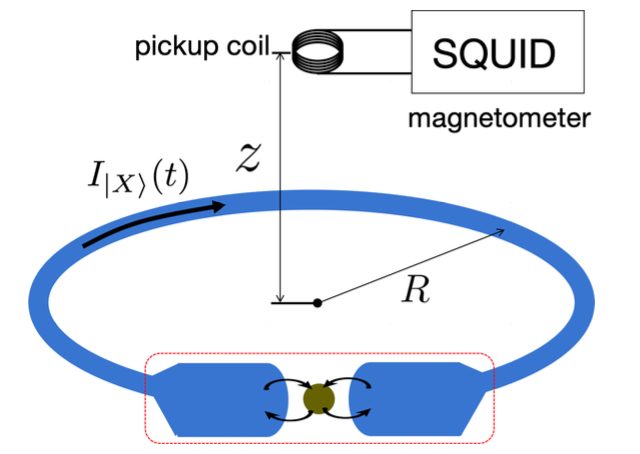 pickup coil
SQUID
magnetometer
z
I|X⟩(t)
R